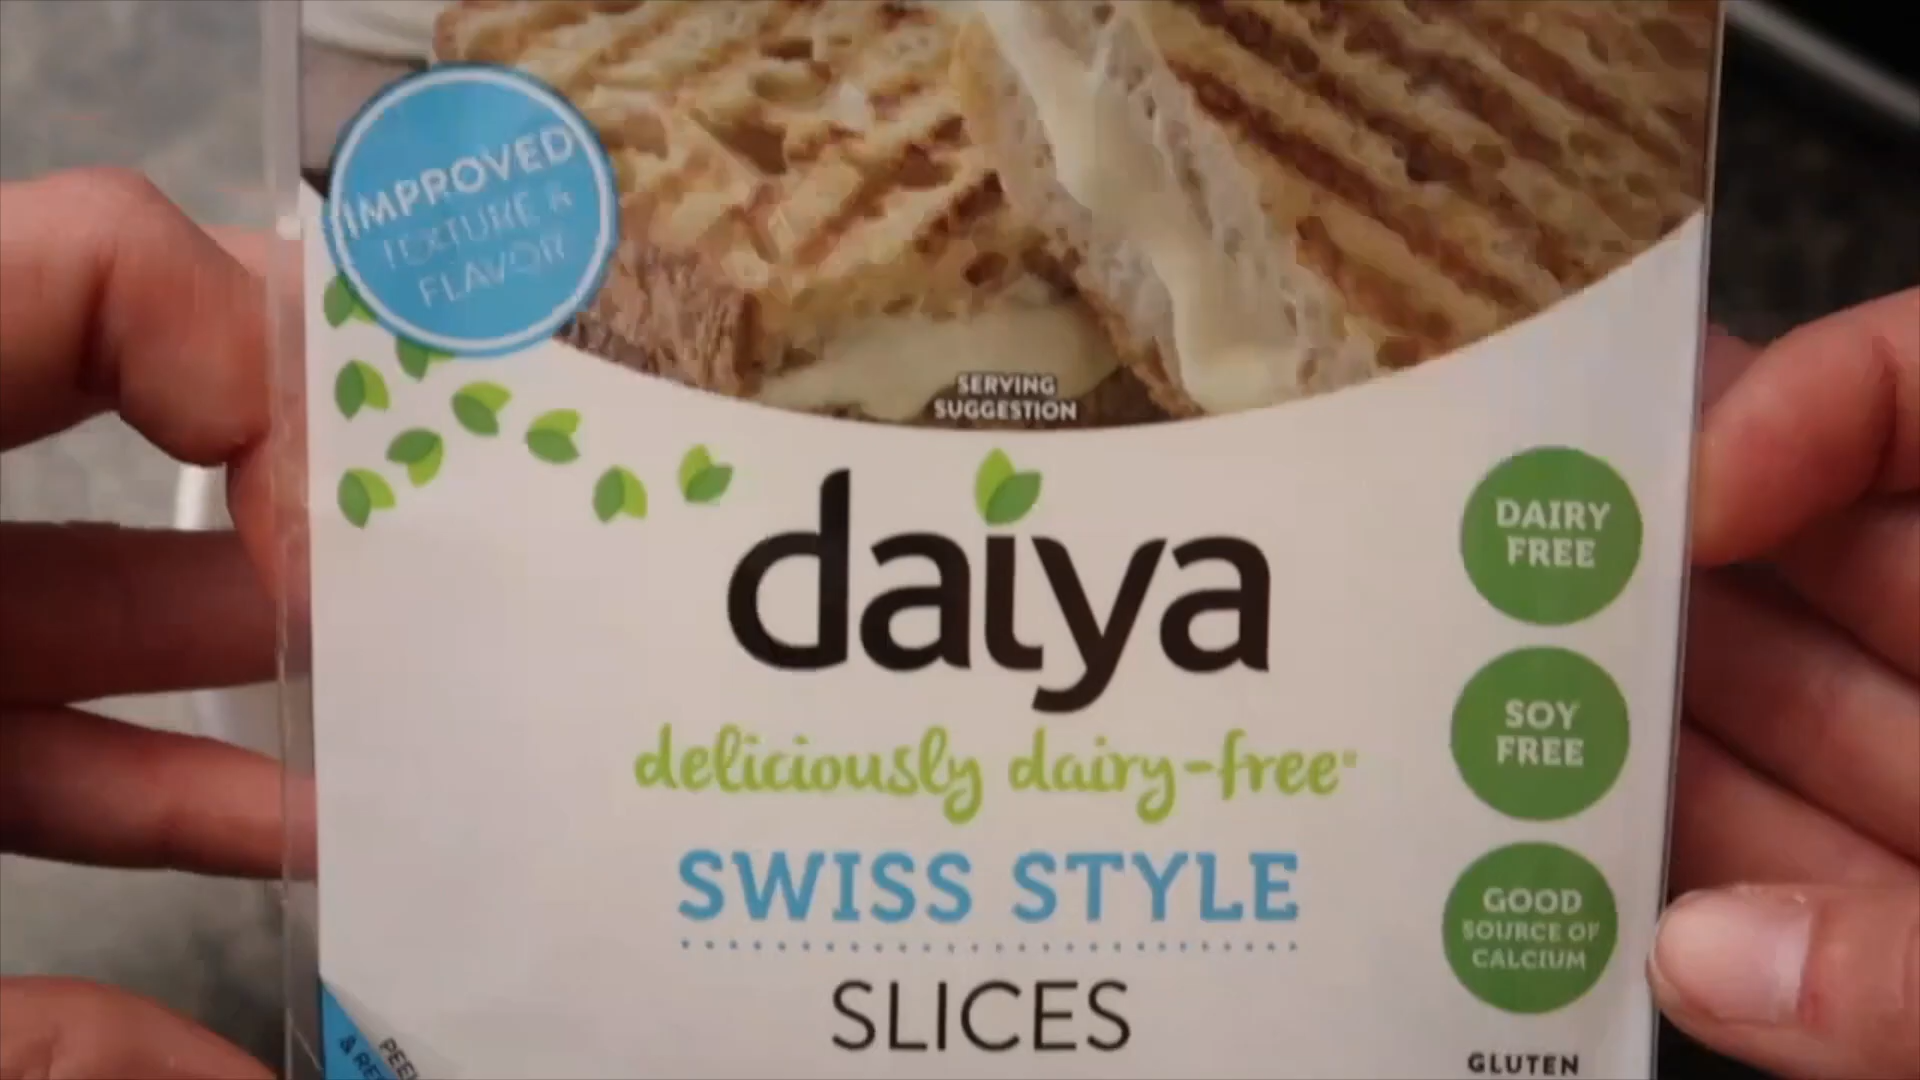 IMPROVED
TEXTURE &
FLAVOR
SERVING
SUGGESTION
daiya
deliciously dairy-free
SWISS STYLE
SLICES
DAIRY
FREE
SOY
FREE
GOOD
SOURCE OF
CALCIUM
GLUTEN
PEEL